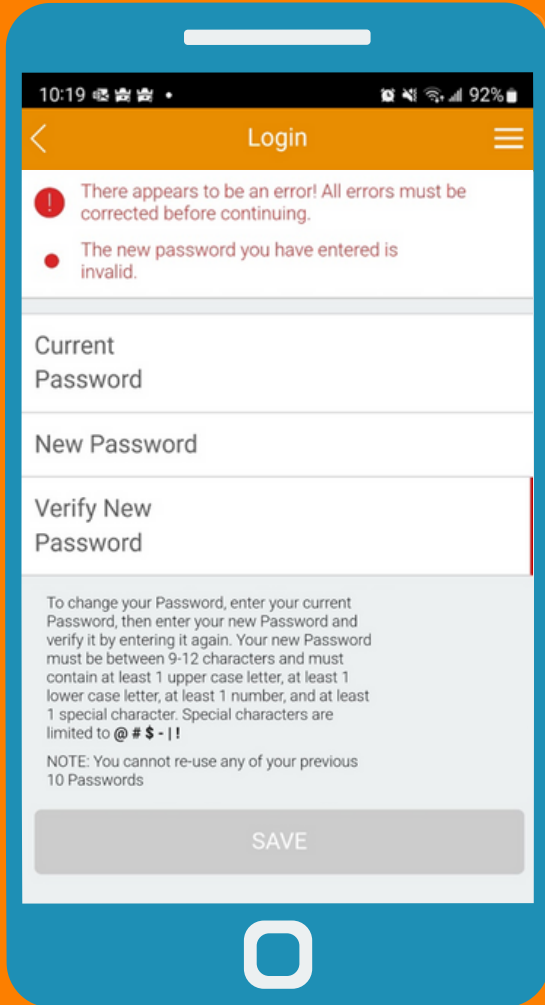 10:19
92%
Login
There appears to be an error! All errors must be
corrected before continuing.
The new password you have entered is
invalid.
Current
Password
New Password
Verify New
Password
To change your Password, enter your current
Password, then enter your new Password and
verify it by entering it again. Your new Password
must be between 9-12 characters and must
contain at least 1 upper case letter, at least 1
lower case letter, at least 1 number, and at least
1 special character. Special characters are
limited to @ # $ - | !
NOTE: You cannot re-use any of your previous
10 Passwords
SAVE